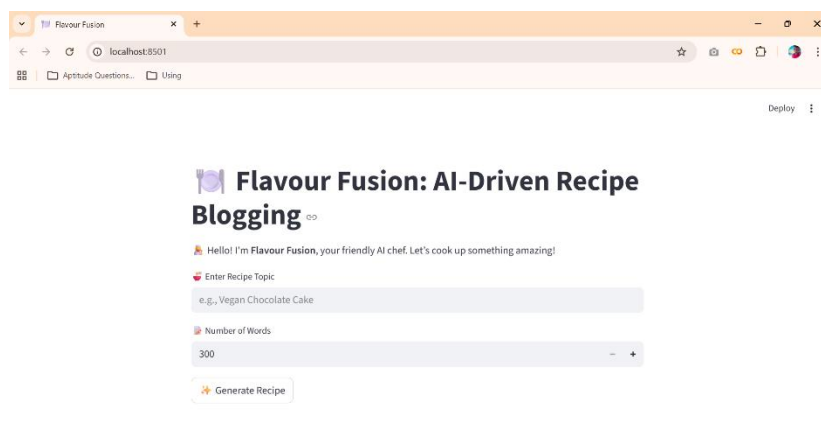 Flavour Fusion
localhost:8501
Aptitude Questions... Using
Deploy
Flavour Fusion: AI-Driven Recipe
Blogging
Hello! I'm Flavour Fusion, your friendly AI chef. Let's cook up something amazing!
Enter Recipe Topic
e.g., Vegan Chocolate Cake
Number of Words
300
Generate Recipe